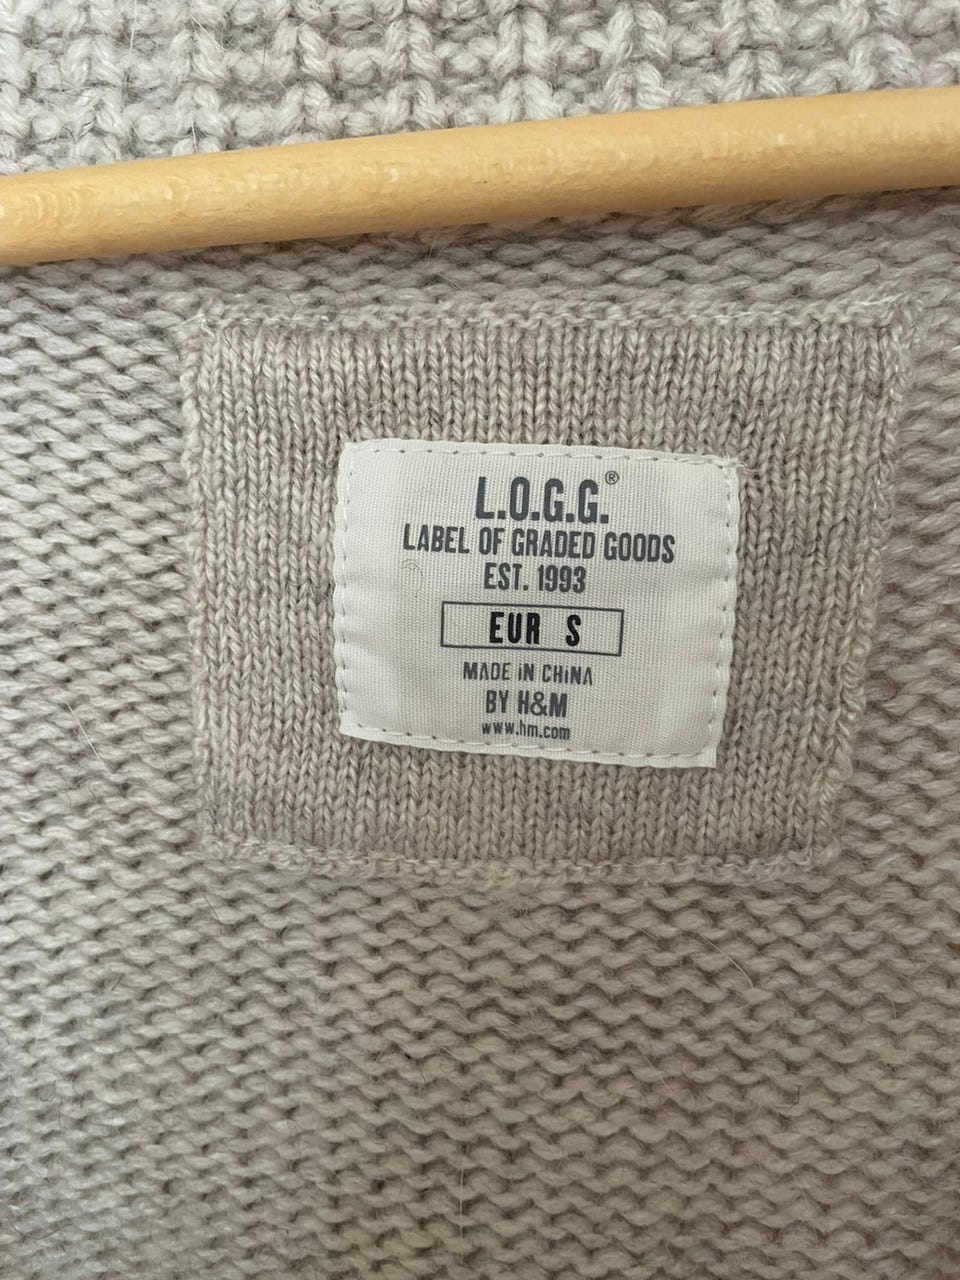 L.O.G.G.®
LABEL OF GRADED GOODS
EST. 1993
EUR S
MADE IN CHINA
BY H&M
www.hm.com